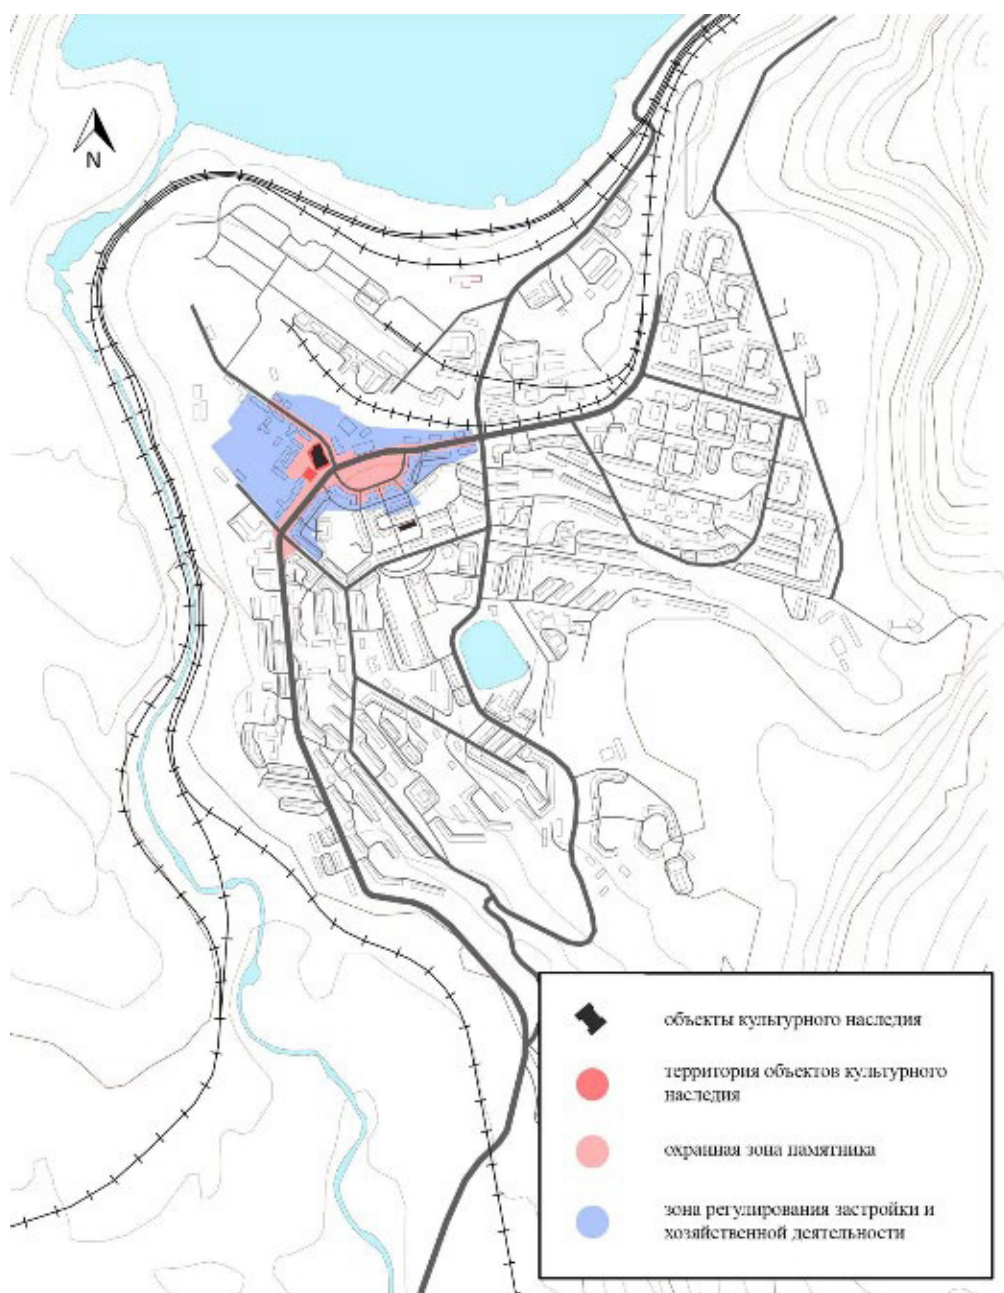 N
объекты культурного наследия
территория объектов культурного
наследия
охранная зона памятника
зона регулирования застройки и
хозяйственной деятельности